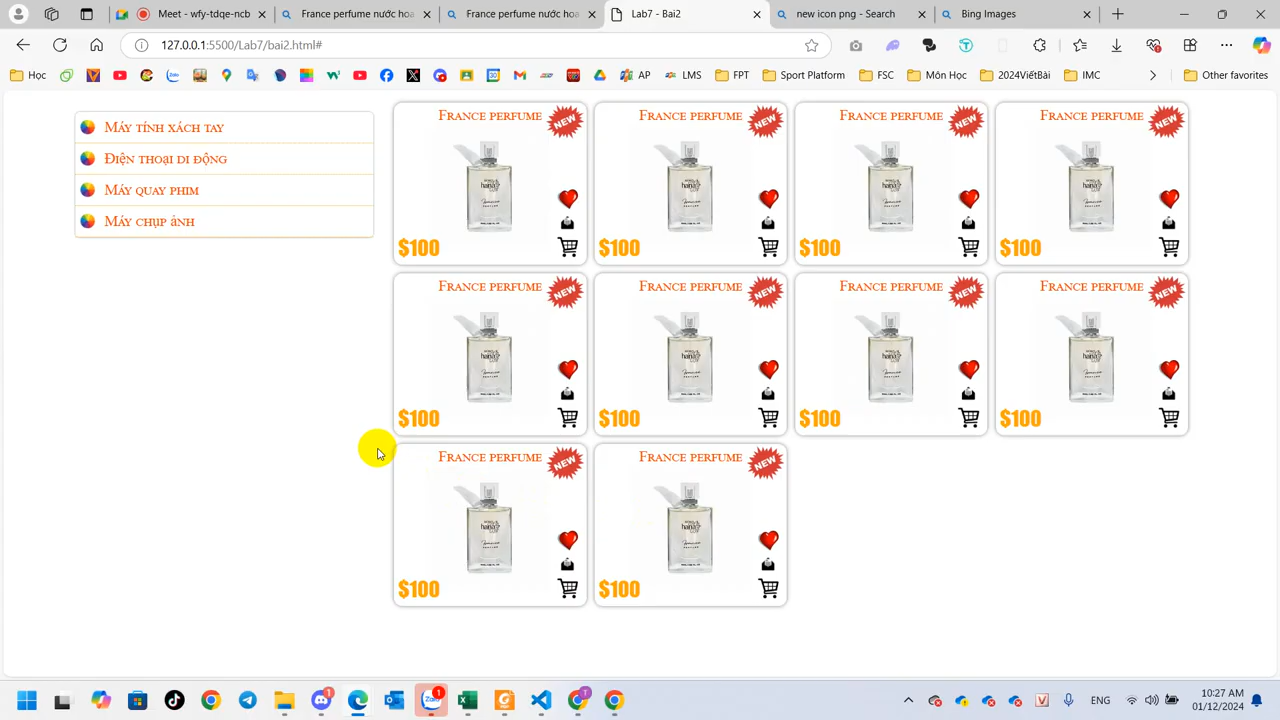 why-tdqe-ncb
France perfume nước hoa
France perfume nước hoa
Lab7 - Bai2
new icon png - Search
Bing Images
127.0.0.1:5500/Lab7/bai2.html#
Học
AP
LMS
FPT
Sport Platform
FSC
Môn Học
2024ViếtBài
IMC
Other favorites
Máy tính xách tay
Điện thoại di động
Máy quay phim
Máy chụp ảnh
France perfume NEW
France perfume NEW
France perfume NEW
France perfume NEW
$100
$100
$100
$100
France perfume NEW
France perfume NEW
France perfume NEW
France perfume NEW
$100
$100
$100
$100
France perfume NEW
France perfume NEW
$100
$100
Zalo
ENG
10:27 AM
01/12/2024